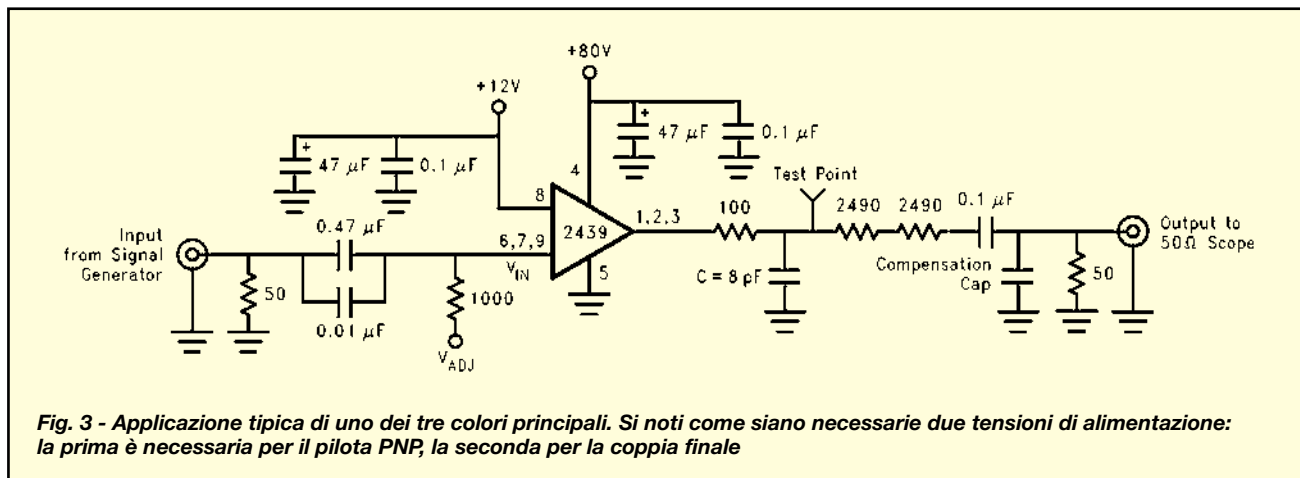 +80V
+12V
47 μF
0.1 μF
4
47 μF
0.1 μF
Test Point
8
0.47 μF
6,7,9
2439
1,2,3
100
2490
2490
0.1 μF
Input
from Signal
Generator
Output to
50Ω Scope
V_IN
5
C = 8 pF
Compensation
Cap
50
50
1000
0.01 μF
V_ADJ
+
+
Fig. 3 - Applicazione tipica di uno dei tre colori principali. Si noti come siano necessarie due tensioni di alimentazione:
la prima è necessaria per il pilota PNP, la seconda per la coppia finale